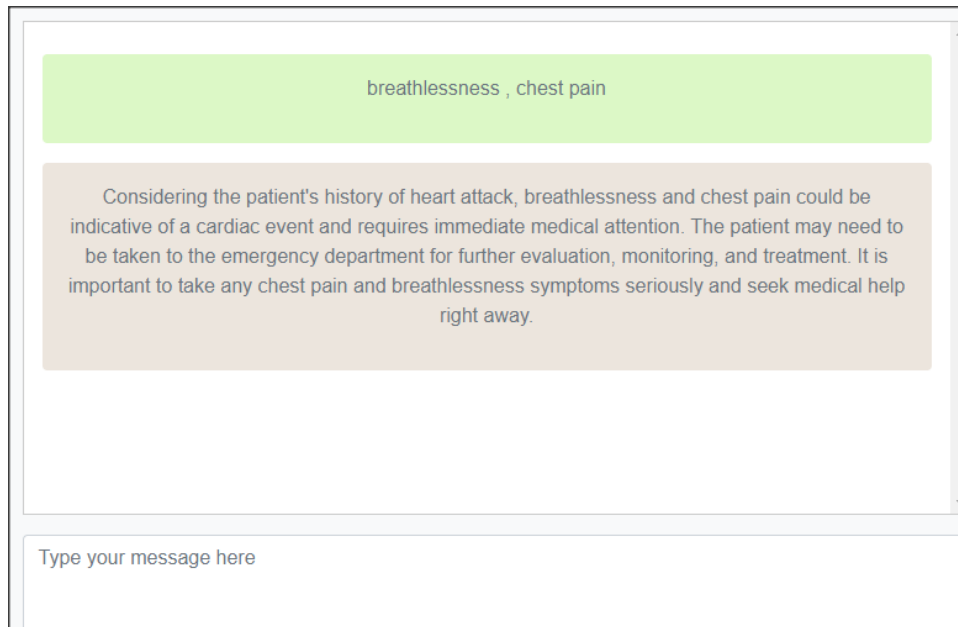 breathlessness , chest pain
Considering the patient's history of heart attack, breathlessness and chest pain could be
indicative of a cardiac event and requires immediate medical attention. The patient may need to
be taken to the emergency department for further evaluation, monitoring, and treatment. It is
important to take any chest pain and breathlessness symptoms seriously and seek medical help
right away.
Type your message here